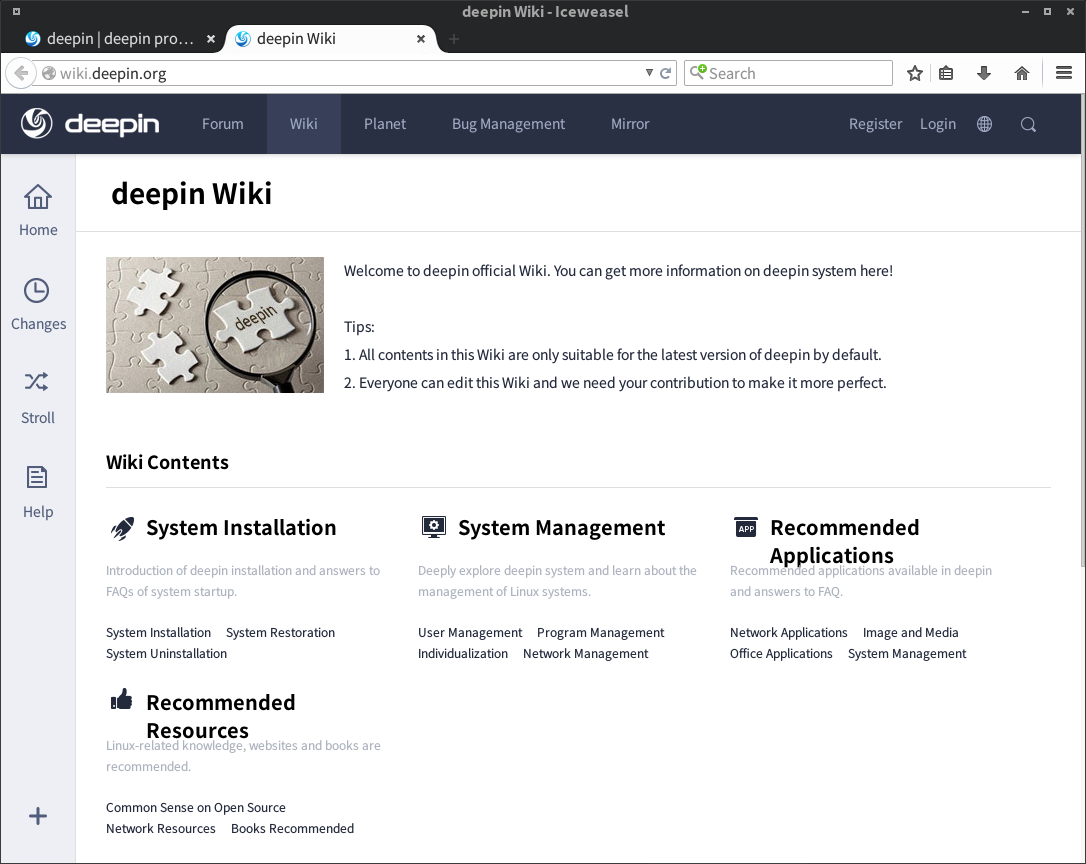 deepin Wiki - Iceweasel
deepin | deepin pro...
deepin Wiki
wiki.deepin.org
Search
deepin
Forum
Wiki
Planet
Bug Management
Mirror
Register
Login
Home
Changes
Stroll
Help
deepin Wiki
deepin
Welcome to deepin official Wiki. You can get more information on deepin system here!
Tips:
1. All contents in this Wiki are only suitable for the latest version of deepin by default.
2. Everyone can edit this Wiki and we need your contribution to make it more perfect.
Wiki Contents
System Installation
Introduction of deepin installation and answers to
FAQs of system startup.
System Installation System Restoration
System Uninstallation
System Management
Deeply explore deepin system and learn about the
management of Linux systems.
User Management Program Management
Individualization Network Management
APP
Recommended
Applications
Recommended applications available in deepin
and answers to FAQ.
Network Applications Image and Media
Office Applications System Management
Recommended
Resources
Linux-related knowledge, websites and books are
recommended.
Common Sense on Open Source
Network Resources Books Recommended